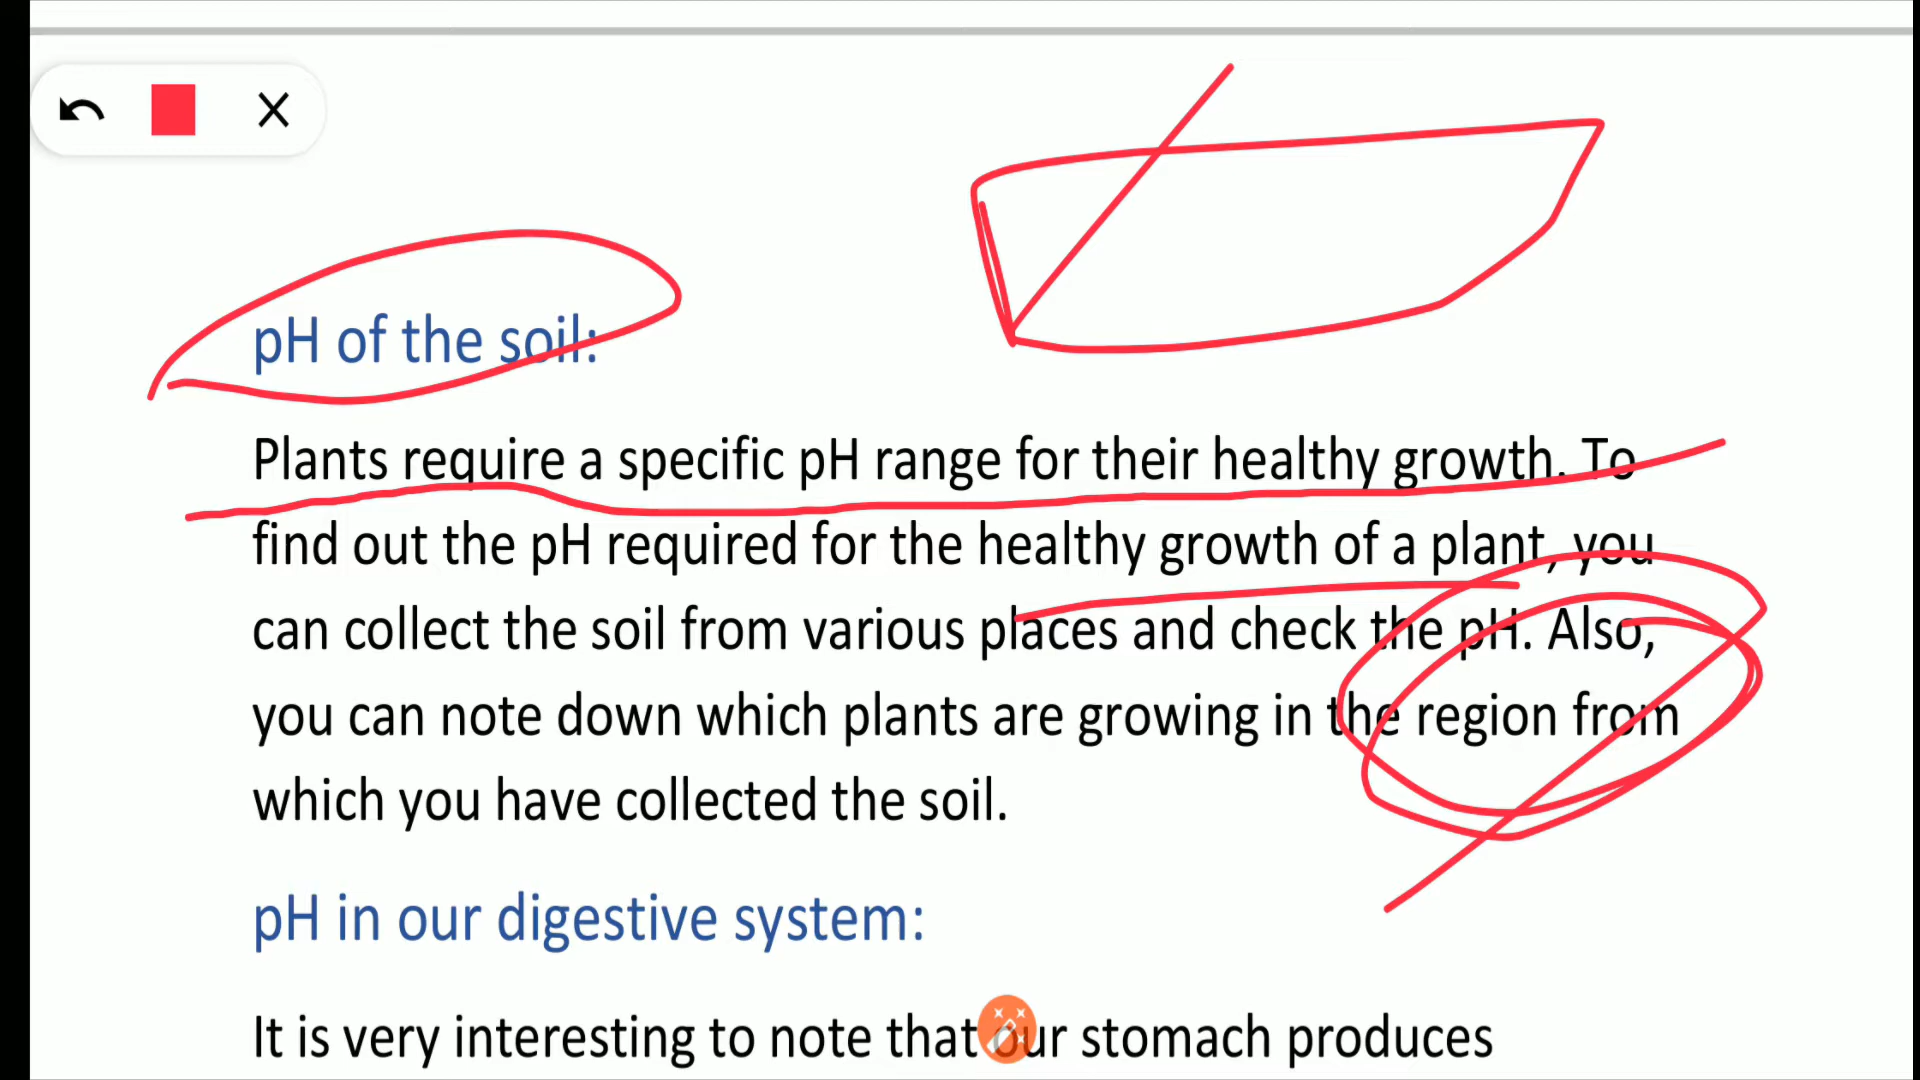 pH of the soil:
Plants require a specific pH range for their healthy growth. To
find out the pH required for the healthy growth of a plant, you
can collect the soil from various places and check the pH. Also,
you can note down which plants are growing in the region from
which you have collected the soil.
pH in our digestive system:
It is very interesting to note that our stomach produces